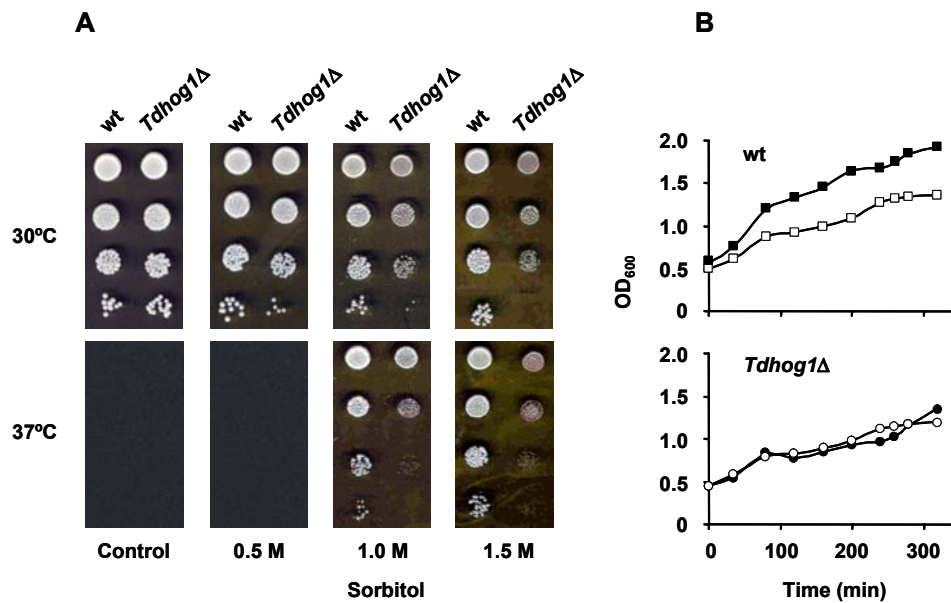 A
wt Tdhog1Δ wt Tdhog1Δ wt Tdhog1Δ wt Tdhog1Δ
30ºC
37ºC
Control 0.5 M 1.0 M 1.5 M
Sorbitol
B
OD600
2.0
1.5
1.0
0.5
0
wt
2.0
1.5
1.0
0.5
0
Tdhog1Δ
0 100 200 300
Time (min)